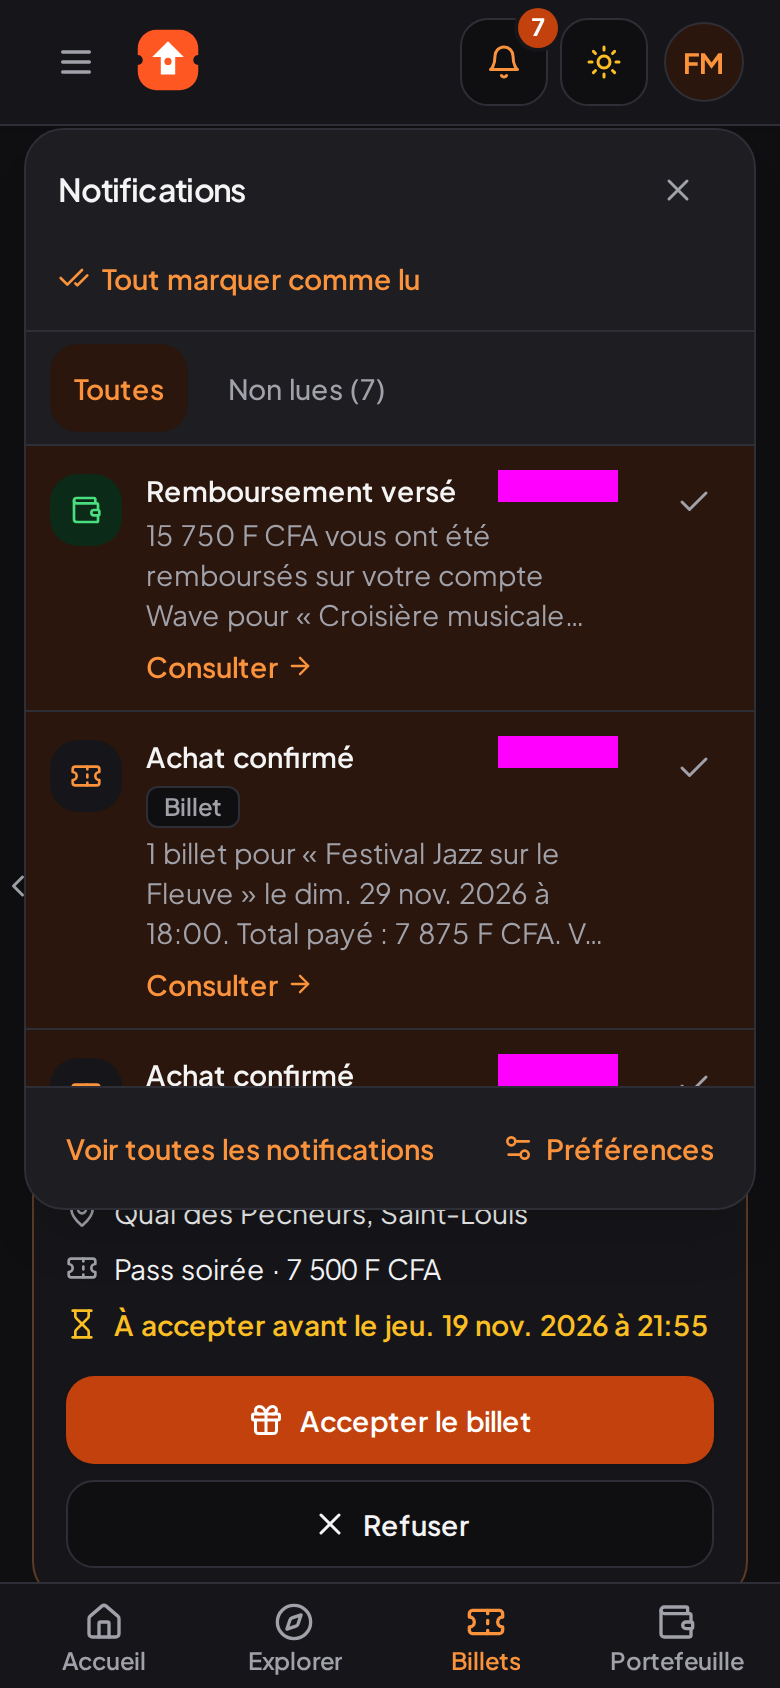 7
FM
Notifications
Tout marquer comme lu
Toutes
Non lues (7)
Remboursement versé
15 750 F CFA vous ont été
remboursés sur votre compte
Wave pour « Croisière musicale...
Consulter →
Achat confirmé
Billet
1 billet pour « Festival Jazz sur le
Fleuve » le dim. 29 nov. 2026 à
18:00. Total payé : 7 875 F CFA. V...
Consulter →
Achat confirmé
Voir toutes les notifications
Préférences
Quai des Pêcheurs, Saint-Louis
Pass soirée · 7 500 F CFA
À accepter avant le jeu. 19 nov. 2026 à 21:55
Accepter le billet
Refuser
Accueil
Explorer
Billets
Portefeuille